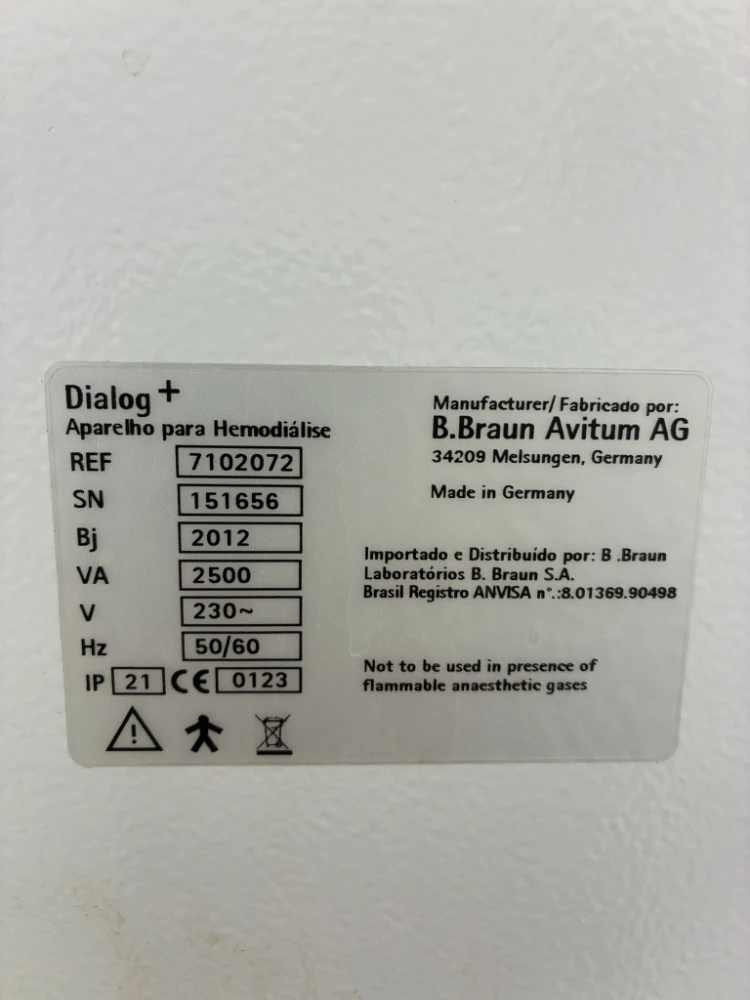 Dialog+
Aparelho para Hemodiálise
REF 7102072
SN 151656
Bj 2012
VA 2500
V 230~
Hz 50/60
IP 21 CE 0123
Manufacturer/Fabricado por:
B.Braun Avitum AG
34209 Melsungen, Germany
Made in Germany
Importado e Distribuído por: B .Braun
Laboratórios B. Braun S.A.
Brasil Registro ANVISA n°.:8.01369.90498
Not to be used in presence of
flammable anaesthetic gases